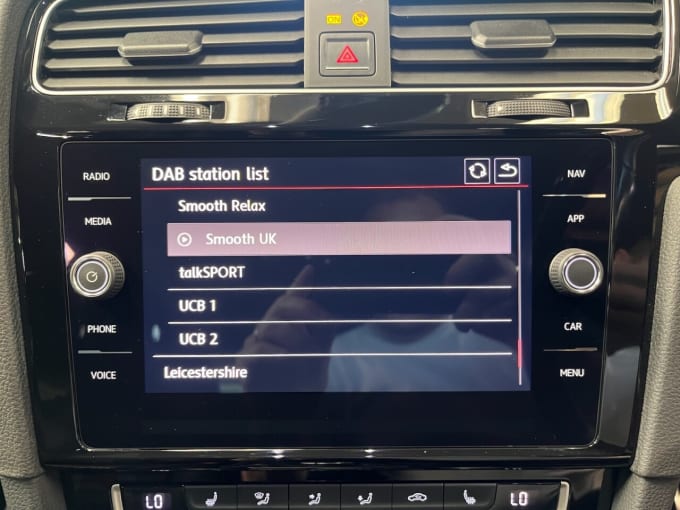 ON
DAB station list
RADIO
NAV
Smooth Relax
MEDIA
APP
Smooth UK
talkSPORT
UCB 1
PHONE
CAR
UCB 2
VOICE
Leicestershire
MENU
LO
LO